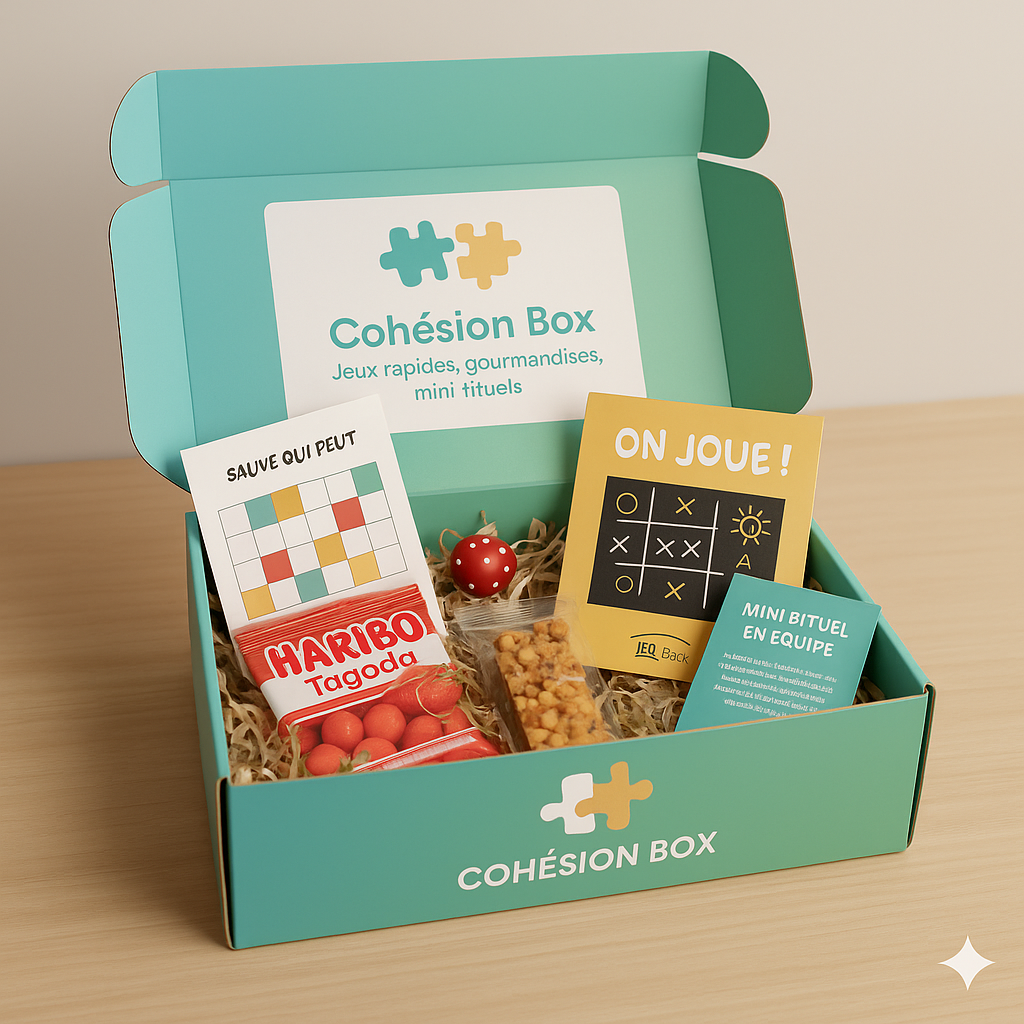 Cohésion Box
Jeux rapides, gourmandises,
mini tituels
SAUVE QUI PEUT
ON JOUE !
HARIBO
Tagoda
JEQ Back
MINI BITUEL
EN EQUIPE
COHÉSION BOX